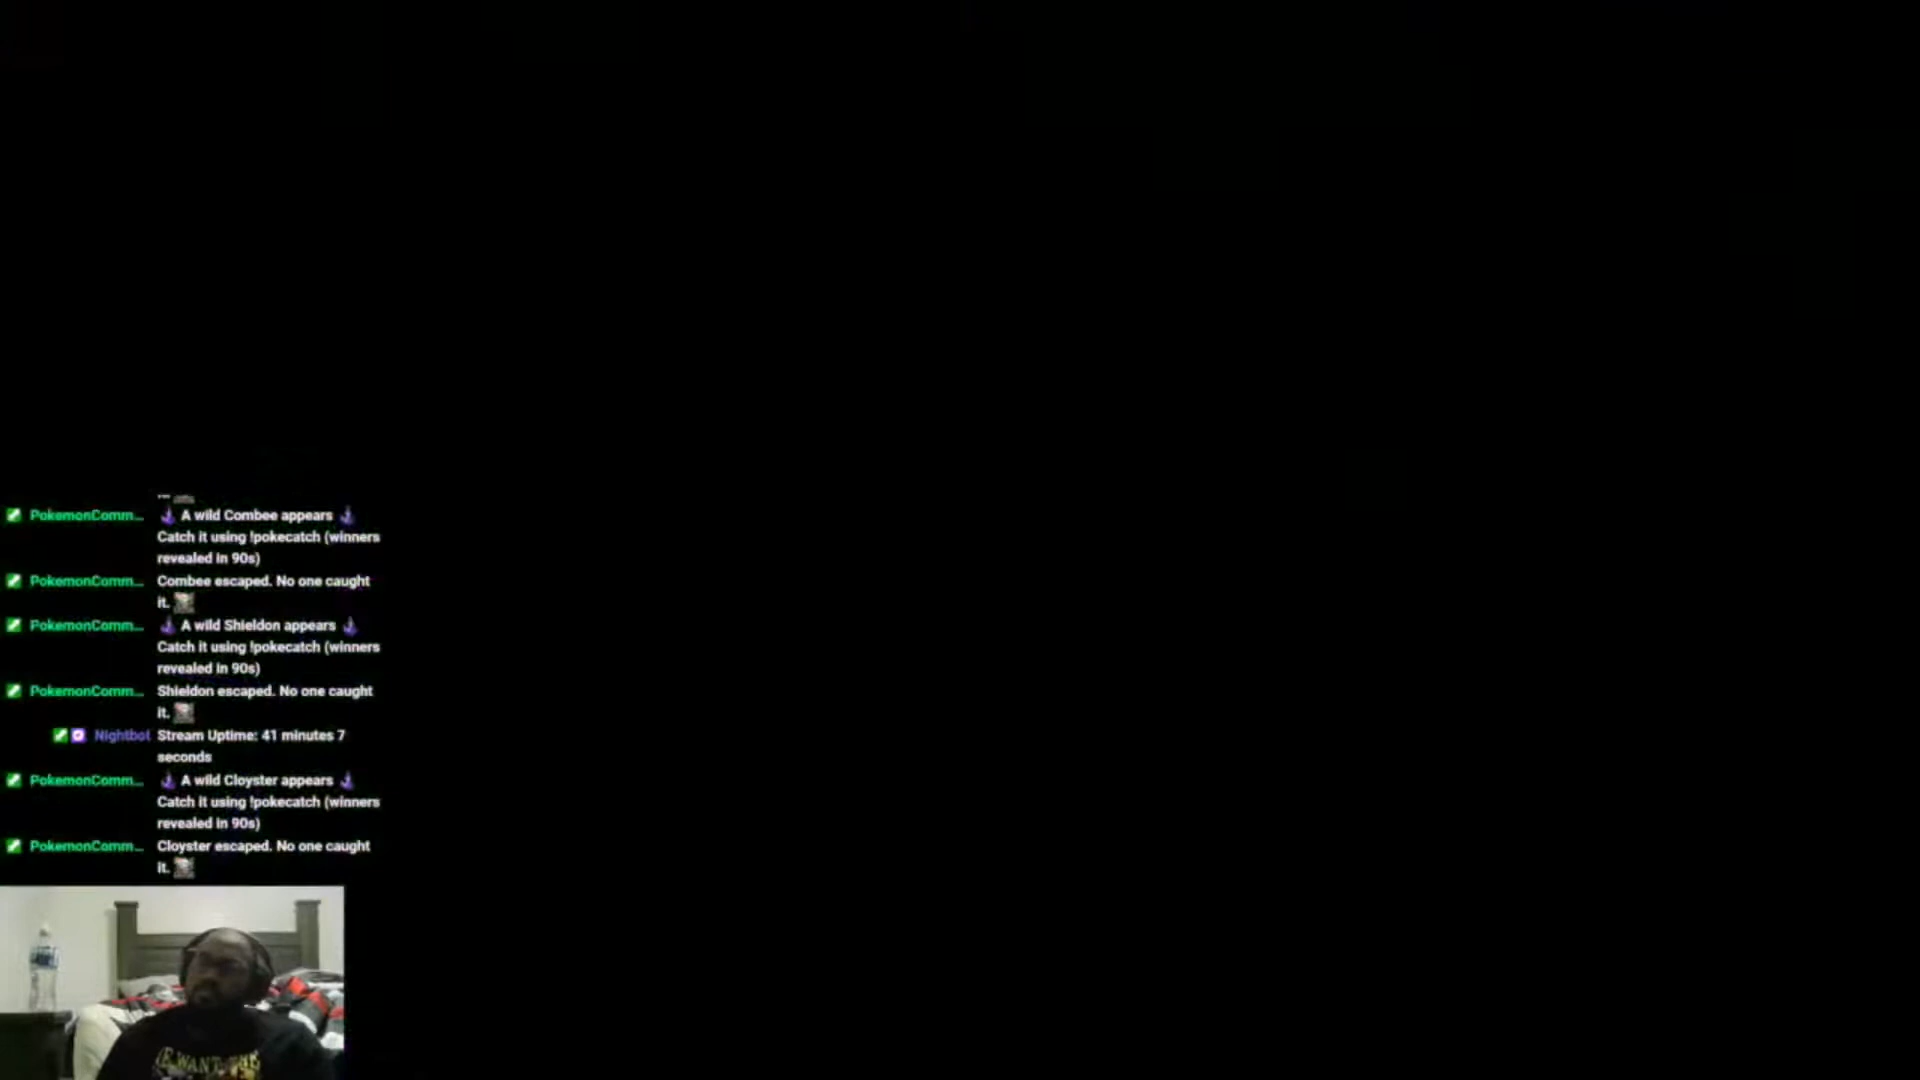 PokemonComm... A wild Combee appears
Catch it using !pokecatch (winners
revealed in 90s)
PokemonComm... Combee escaped. No one caught
it.
PokemonComm... A wild Shieldon appears
Catch it using !pokecatch (winners
revealed in 90s)
PokemonComm... Shieldon escaped. No one caught
it.
Nightbot Stream Uptime: 41 minutes 7
seconds
PokemonComm... A wild Cloyster appears
Catch it using !pokecatch (winners
revealed in 90s)
PokemonComm... Cloyster escaped. No one caught
it.
WANT